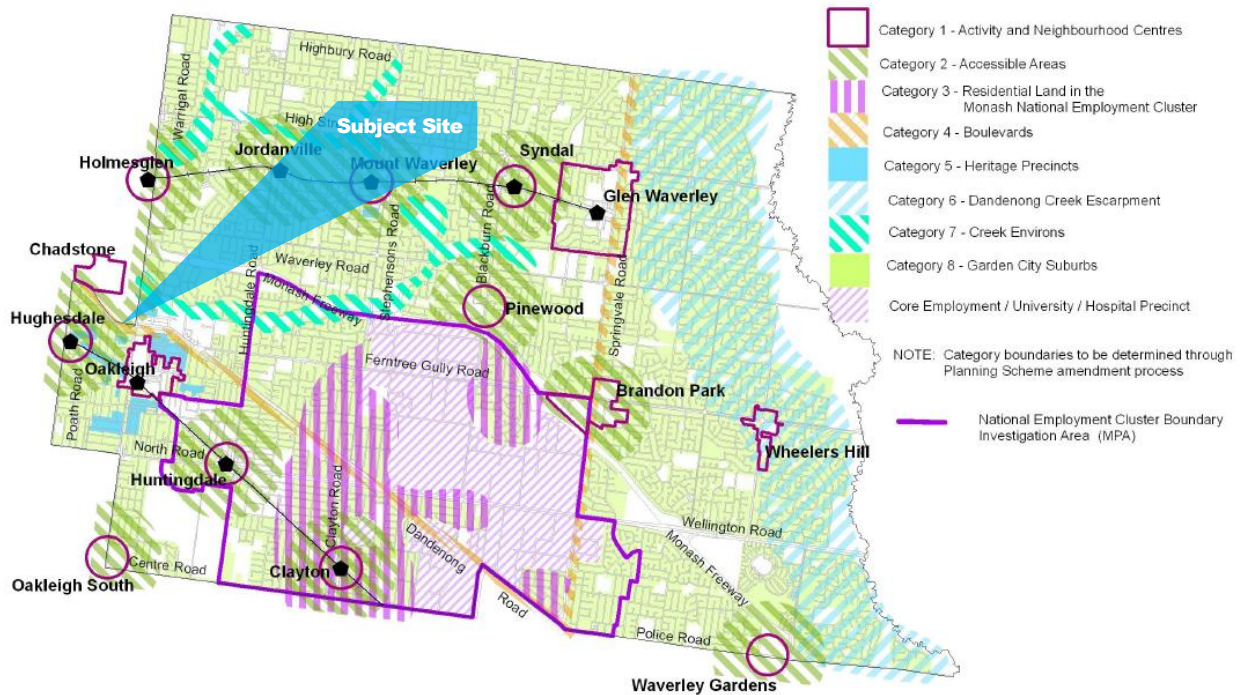 Highbury Road
Warrigal Road
High Str
Subject Site
Holmesglen
Jordanville
Mount Waverley
Syndal
Glen Waverley
Chadstone
Huntingdale Road
Stephensons Road
Blackburn Road
Springvale Road
Waverley Road
Monash Freeway
Hughesdale
Pinewood
Oakleigh
Ferntree Gully Road
Brandon Park
Poath Road
Wheelers Hill
North Road
Huntingdale
Clayton Road
Wellington Road
Dandenong
Road
Monash Freeway
Oakleigh South
Centre Road
Clayton
Police Road
Waverley Gardens
Category 1 - Activity and Neighbourhood Centres
Category 2 - Accessible Areas
Category 3 - Residential Land in the
Monash National Employment Cluster
Category 4 - Boulevards
Category 5 - Heritage Precincts
Category 6 - Dandenong Creek Escarpment
Category 7 - Creek Environs
Category 8 - Garden City Suburbs
Core Employment / University / Hospital Precinct
NOTE: Category boundaries to be determined through
Planning Scheme amendment process
National Employment Cluster Boundary
Investigation Area (MPA)